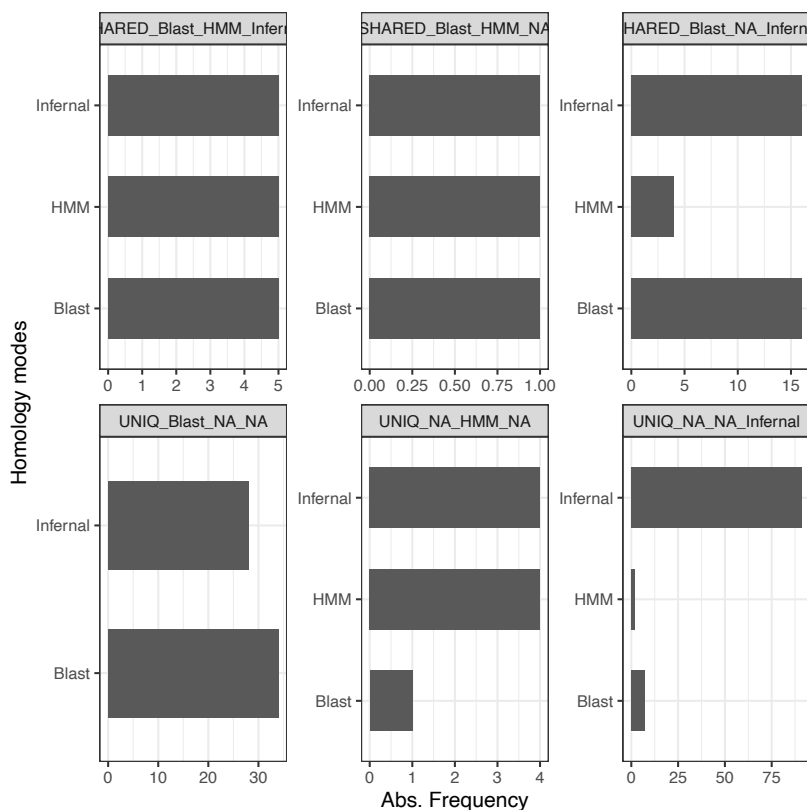 HARED_Blast_HMM_Infern
SHARED_Blast_HMM_NA
HARED_Blast_NA_Infern
Infernal
HMM
Blast
0 1 2 3 4 5
Infernal
HMM
Blast
0.00 0.25 0.50 0.75 1.00
Infernal
HMM
Blast
0 5 10 15
Homology modes
UNIQ_Blast_NA_NA
UNIQ_NA_HMM_NA
UNIQ_NA_NA_Infernal
Infernal
Blast
0 10 20 30
Infernal
HMM
Blast
0 1 2 3 4
Infernal
HMM
Blast
0 25 50 75
Abs. Frequency